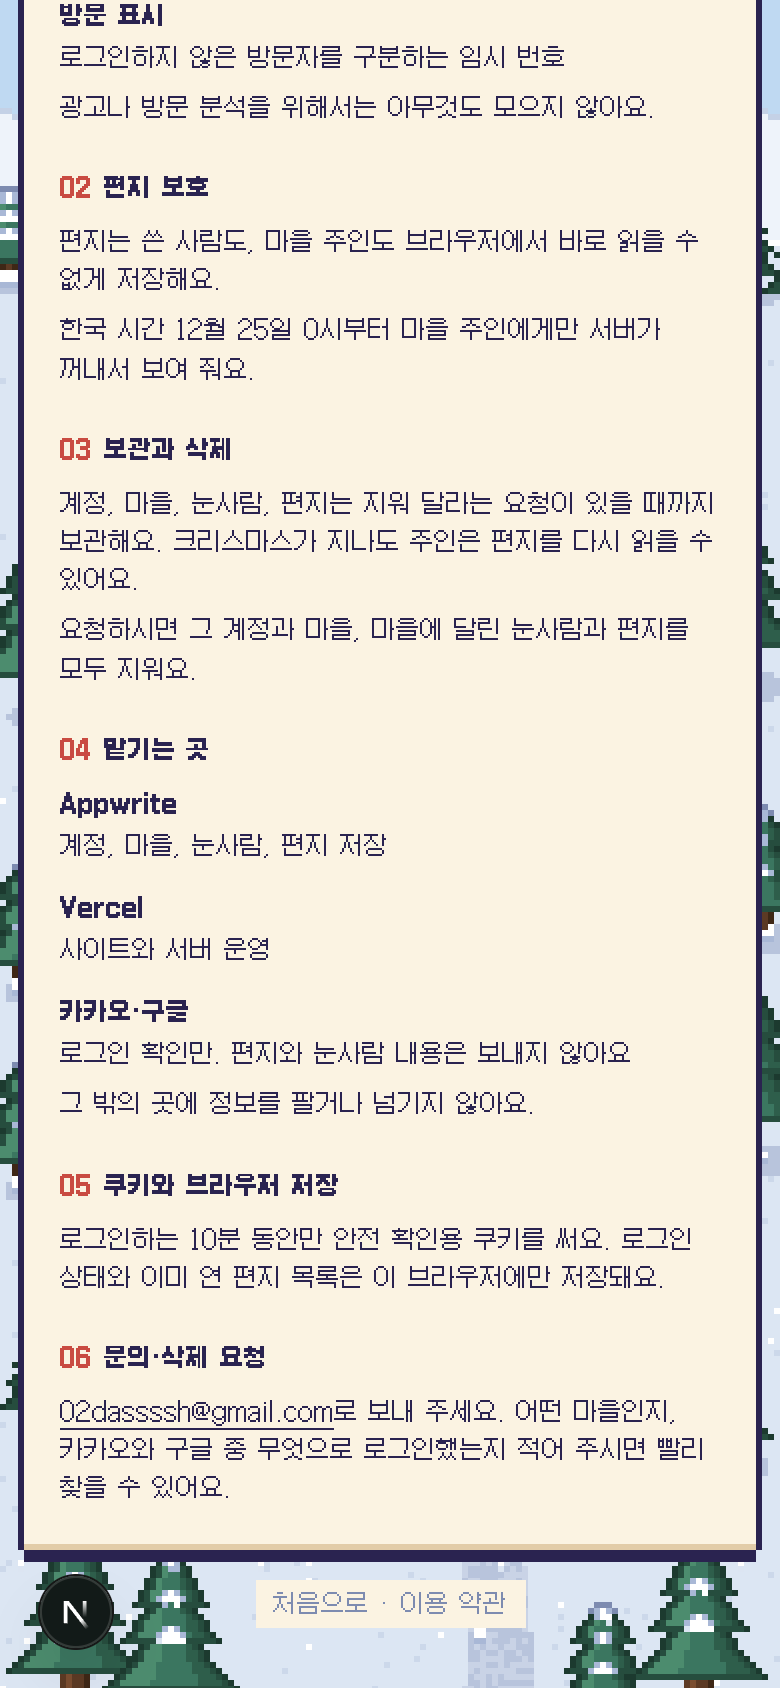 방문 표시
로그인하지 않은 방문자를 구분하는 임시 번호
광고나 방문 분석을 위해서는 아무것도 모으지 않아요.
02 편지 보호
편지는 쓴 사람도, 마을 주인도 브라우저에서 바로 읽을 수
없게 저장해요.
한국 시간 12월 25일 0시부터 마을 주인에게만 서버가
꺼내서 보여 줘요.
03 보관과 삭제
계정, 마을, 눈사람, 편지는 지워 달라는 요청이 있을 때까지
보관해요. 크리스마스가 지나도 주인은 편지를 다시 읽을 수
있어요.
요청하시면 그 계정과 마을, 마을에 달린 눈사람과 편지를
모두 지워요.
04 맡기는 곳
Appwrite
계정, 마을, 눈사람, 편지 저장
Vercel
사이트와 서버 운영
카카오·구글
로그인 확인만. 편지와 눈사람 내용은 보내지 않아요
그 밖의 곳에 정보를 팔거나 넘기지 않아요.
05 쿠키와 브라우저 저장
로그인하는 10분 동안만 안전 확인용 쿠키를 써요. 로그인
상태와 이미 연 편지 목록은 이 브라우저에만 저장돼요.
06 문의·삭제 요청
02dassssh@gmail.com로 보내 주세요. 어떤 마을인지,
카카오와 구글 중 무엇으로 로그인했는지 적어 주시면 빨리
찾을 수 있어요.
처음으로 · 이용 약관
N